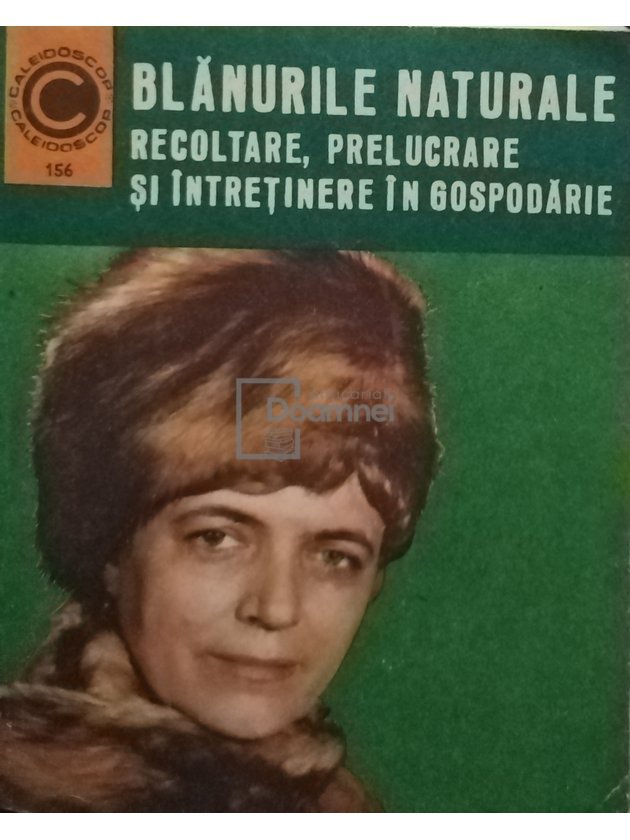 CALEIDOSCOP
CALEIDOSCOP
156
BLĂNURILE NATURALE
RECOLTARE, PRELUCRARE
ȘI ÎNTREȚINERE ÎN GOSPODĂRIE
Doamnei